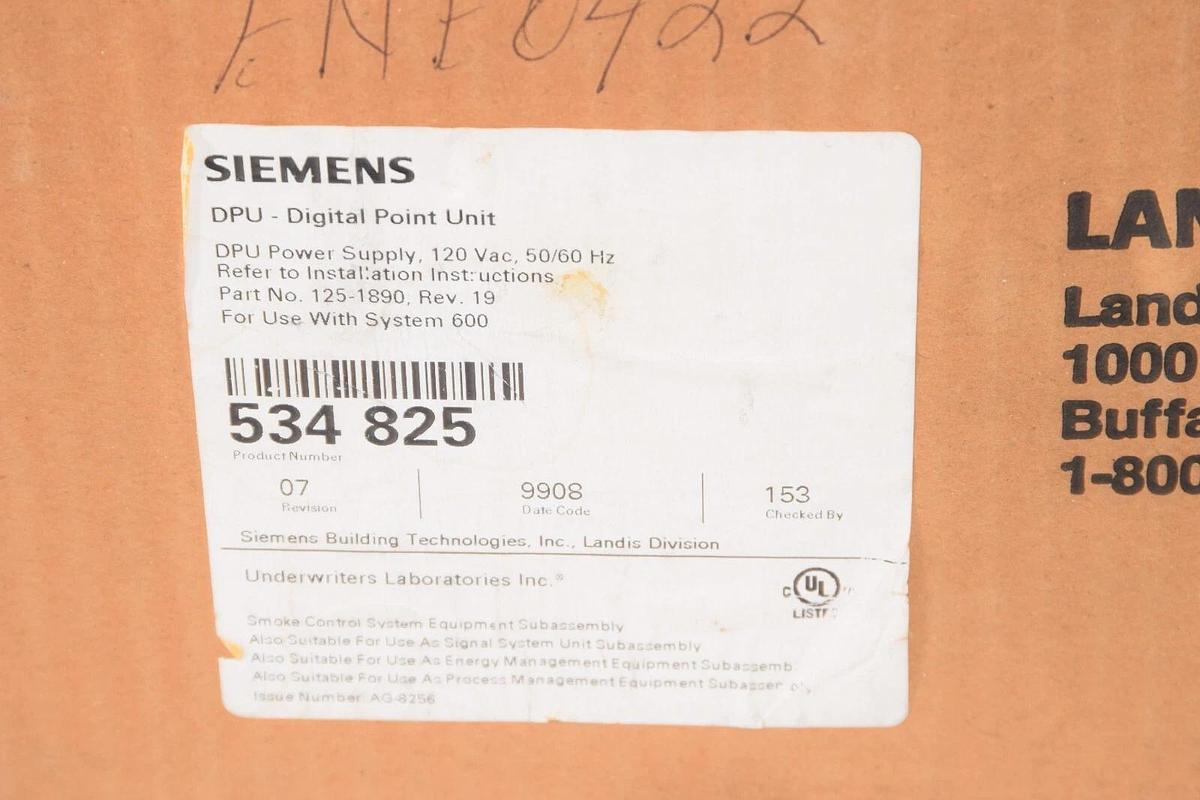 SIEMENS
DPU - Digital Point Unit
DPU Power Supply, 120 Vac, 50/60 Hz
Refer to Installation Instructions
Part No. 125-1890, Rev. 19
For Use With System 600
534 825
Product Number
07
Revision
9908
Date Code
153
Checked By
Siemens Building Technologies, Inc., Landis Division
Underwriters Laboratories Inc.®
C UL
LISTE
Smoke Control System Equipment Subassembly
Also Suitable For Use As Signal System Unit Subassembly
Also Suitable For Use As Energy Management Equipment Subassemb
Also Suitable For Use As Process Management Equipment
Issue Number AG-8256
LAN
Land
1000
Buffa
1-800